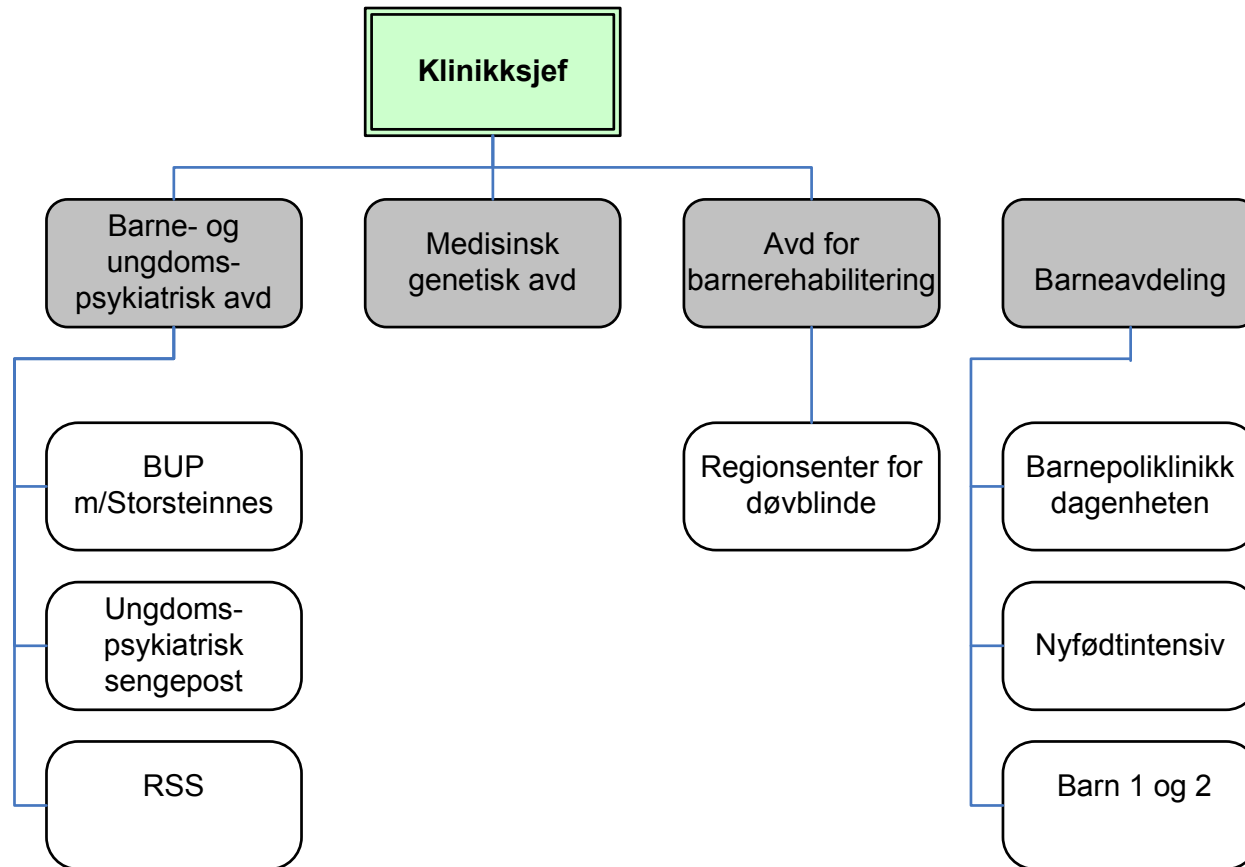 Klinikksjef
Barne- og
ungdoms-
psykiatrisk avd
Medisinsk
genetisk avd
Avd for
barnerehabilitering
Barneavdeling
BUP
m/Storsteinnes
Regionsenter for
døvblinde
Barnepoliklinikk
dagenheten
Ungdoms-
psykiatrisk
sengepost
Nyfødtintensiv
RSS
Barn 1 og 2